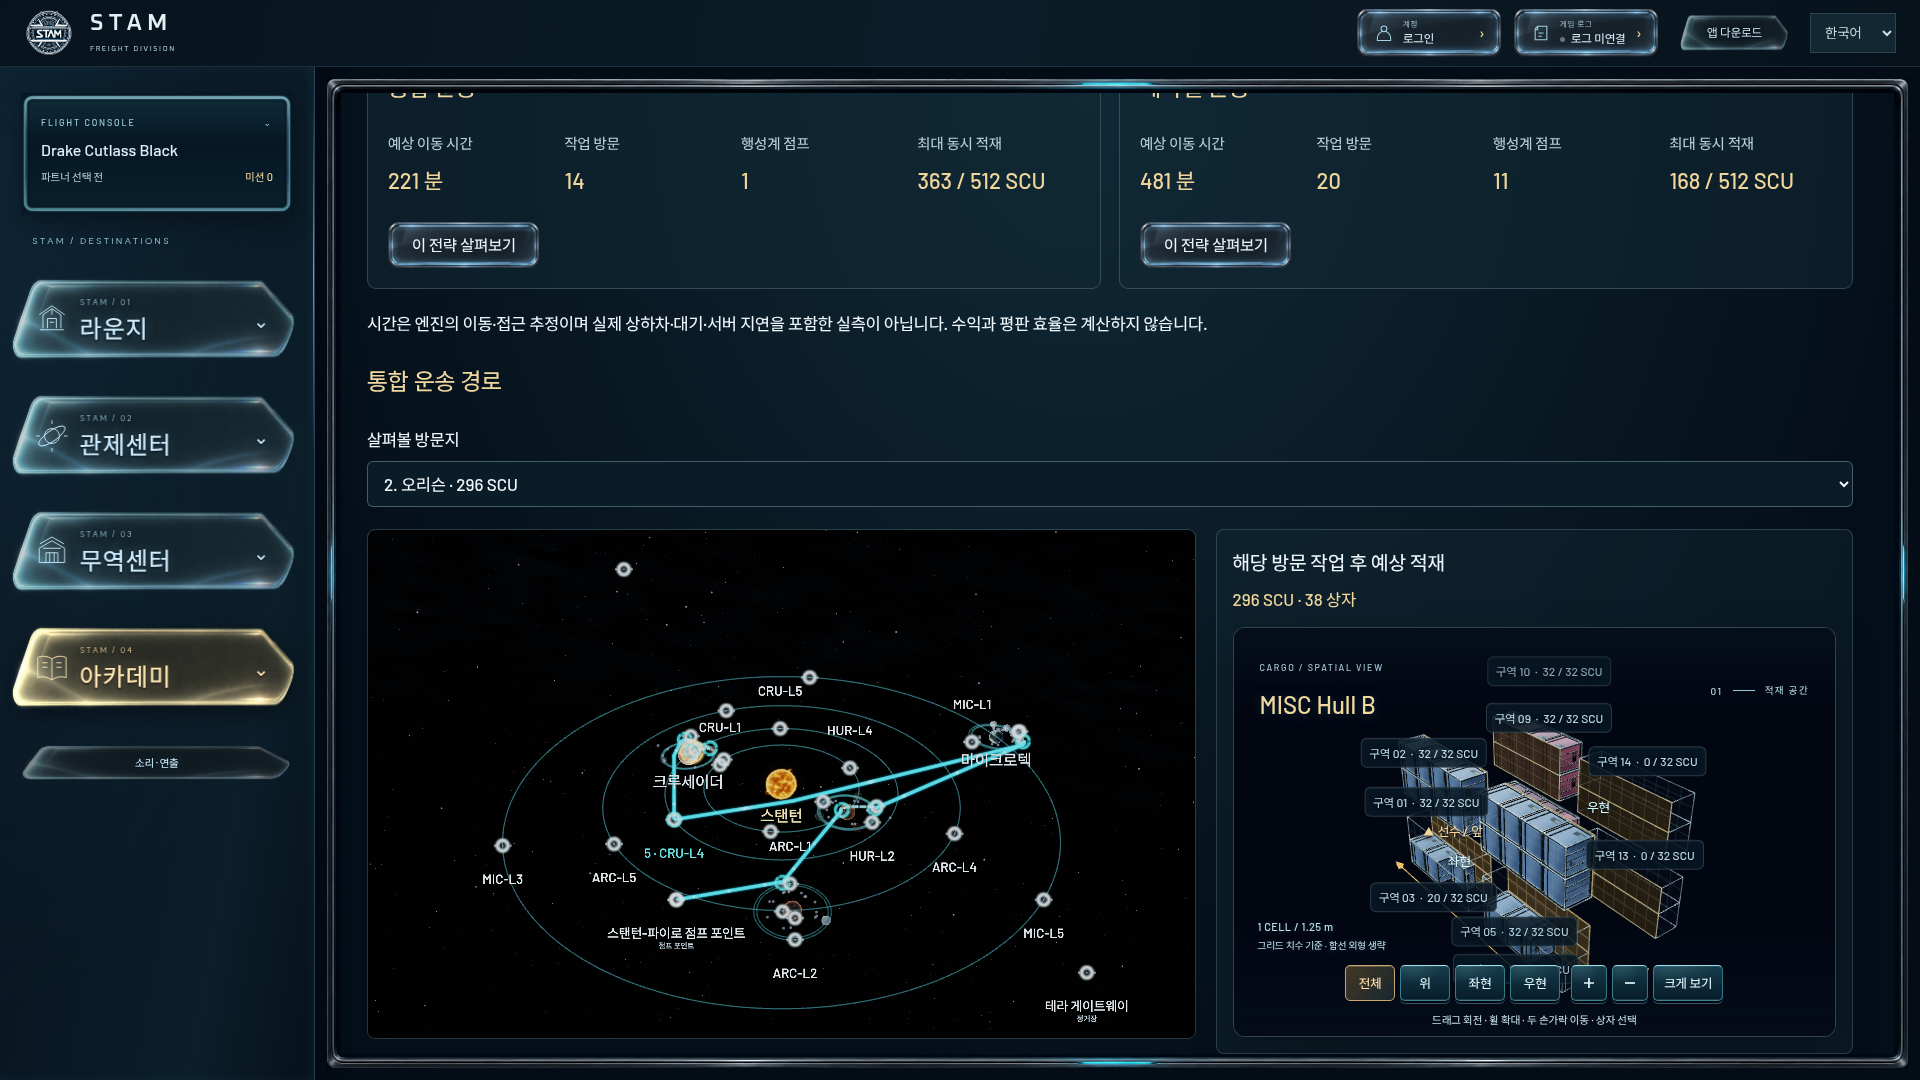 STAM
FREIGHT DIVISION
계정
로그인
게임 로그
로그 미연결
앱 다운로드
한국어
FLIGHT CONSOLE
Drake Cutlass Black
파트너 선택 전
미션 0
STAM / DESTINATIONS
STAM / 01
라운지
STAM / 02
관제센터
STAM / 03
무역센터
STAM / 04
아카데미
소리·연출
예상 이동 시간
작업 방문
행성계 점프
최대 동시 적재
221 분
14
1
363 / 512 SCU
이 전략 살펴보기
예상 이동 시간
작업 방문
행성계 점프
최대 동시 적재
481 분
20
11
168 / 512 SCU
이 전략 살펴보기
시간은 엔진의 이동·접근 추정이며 실제 상하차·대기·서버 지연을 포함한 실측이 아닙니다. 수익과 평판 효율은 계산하지 않습니다.
통합 운송 경로
살펴볼 방문지
2. 오리슨 · 296 SCU
CRU-L5
MIC-L1
CRU-L1
HUR-L4
마이크로텍
크루세이더
스탠턴
ARC-L1
5 · CRU-L4
HUR-L2
ARC-L4
ARC-L5
MIC-L3
스탠턴-파이로 점프 포인트
점프 포인트
MIC-L5
ARC-L2
테라 게이트웨이
정거장
해당 방문 작업 후 예상 적재
296 SCU · 38 상자
CARGO / SPATIAL VIEW
MISC Hull B
01
적재 공간
구역 10 · 32 / 32 SCU
구역 09 · 32 / 32 SCU
구역 02 · 32 / 32 SCU
구역 14 · 0 / 32 SCU
구역 01 · 32 / 32 SCU
우현
▲ 선수 / 앞
좌현
구역 13 · 0 / 32 SCU
구역 03 · 20 / 32 SCU
구역 05 · 32 / 32 SCU
1 CELL / 1.25 m
그리드 치수 기준 · 함선 외형 생략
전체
위
좌현
우현
+
−
크게 보기
드래그 회전 · 휠 확대 · 두 손가락 이동 · 상자 선택